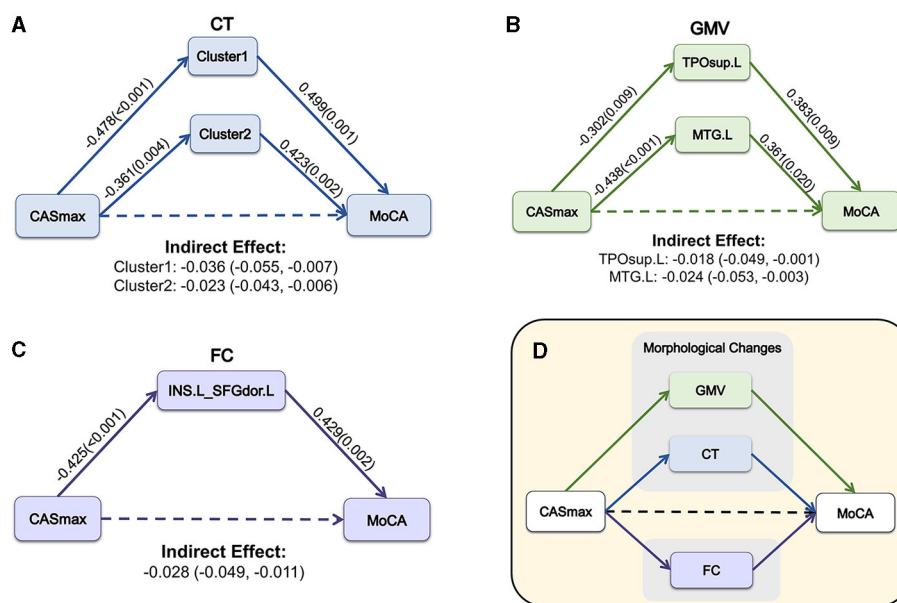 A
CT
Cluster1
-0.478(<0.001)
0.499(0.001)
Cluster2
-0.361(0.004)
0.423(0.002)
CASmax
MoCA
Indirect Effect:
Cluster1: -0.036 (-0.055, -0.007)
Cluster2: -0.023 (-0.043, -0.006)
B
GMV
TPOsup.L
-0.302(0.009)
0.383(0.009)
MTG.L
-0.438(<0.001)
0.361(0.020)
CASmax
MoCA
Indirect Effect:
TPOsup.L: -0.018 (-0.049, -0.001)
MTG.L: -0.024 (-0.053, -0.003)
C
FC
INS.L_SFGdor.L
-0.425(<0.001)
0.429(0.002)
CASmax
MoCA
Indirect Effect:
-0.028 (-0.049, -0.011)
D
Morphological Changes
GMV
CT
CASmax
MoCA
FC